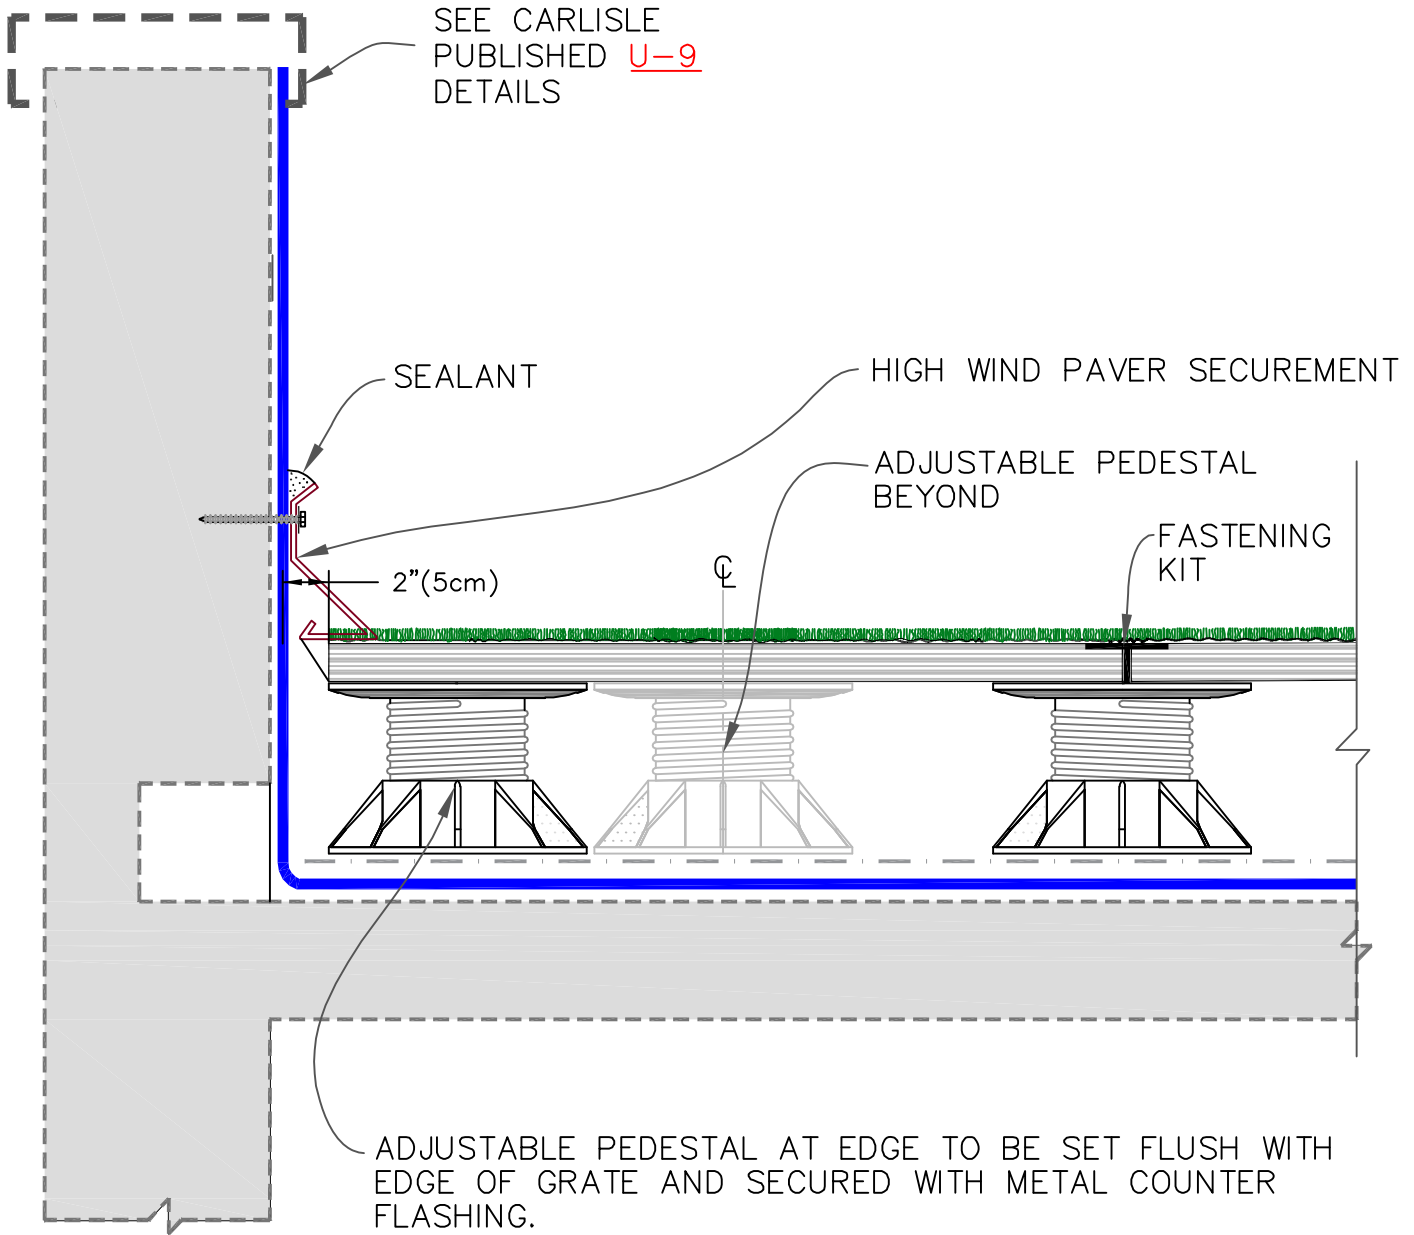 SEE CARLISLE
PUBLISHED U-9
DETAILS
SEALANT
HIGH WIND PAVER SECUREMENT
ADJUSTABLE PEDESTAL
BEYOND
FASTENING
KIT
2"(5cm)
℄
ADJUSTABLE PEDESTAL AT EDGE TO BE SET FLUSH WITH
EDGE OF GRATE AND SECURED WITH METAL COUNTER
FLASHING.